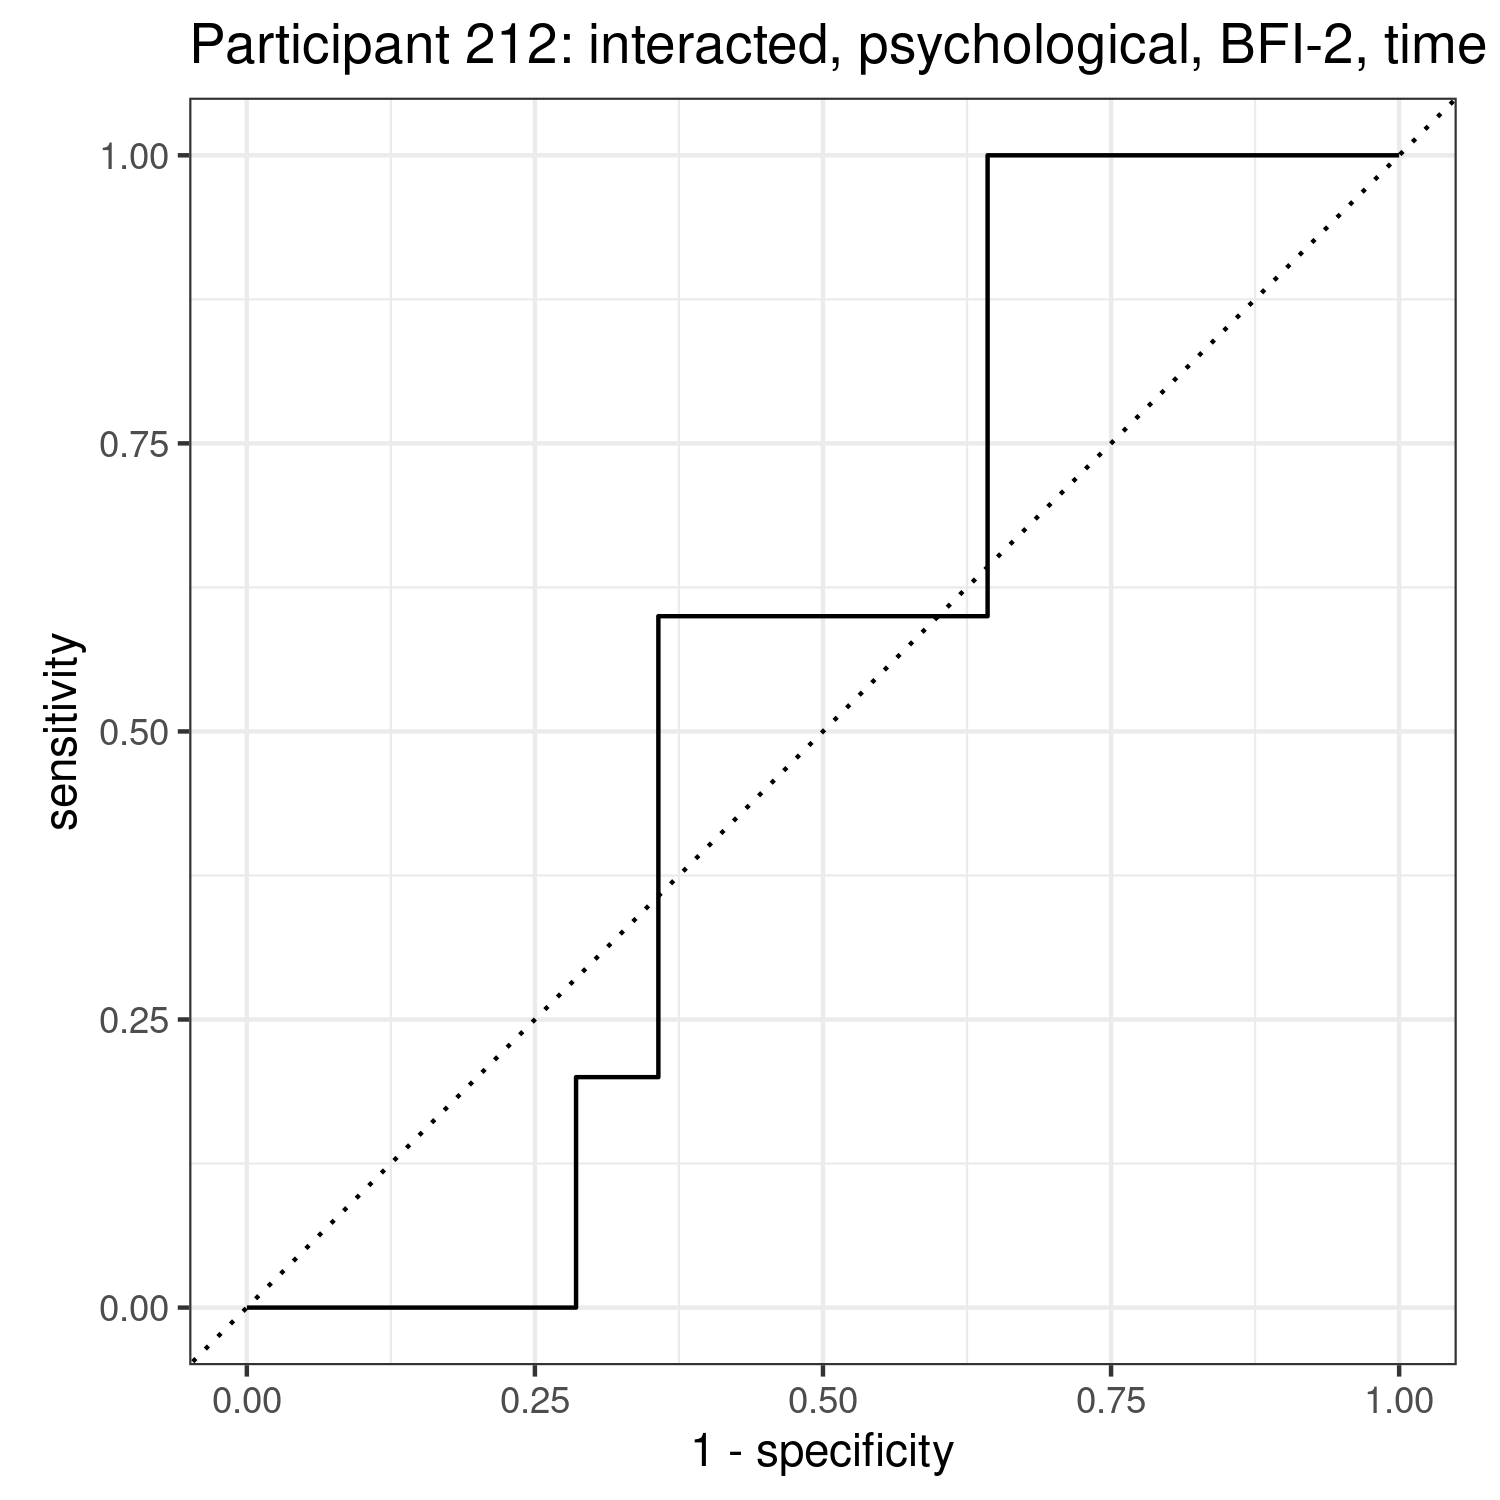 Participant 212: interacted, psychological, BFI-2, time
1.00
0.75
0.50
0.25
0.00
sensitivity
0.00 0.25 0.50 0.75 1.00
1 - specificity